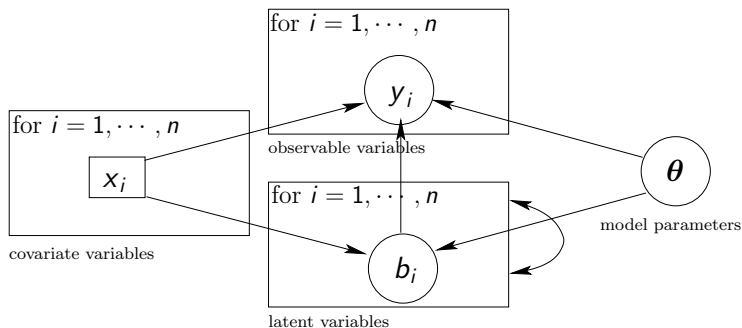 for i = 1, ⋯ , n
y_i
observable variables
for i = 1, ⋯ , n
x_i
covariate variables
θ
model parameters
for i = 1, ⋯ , n
b_i
latent variables